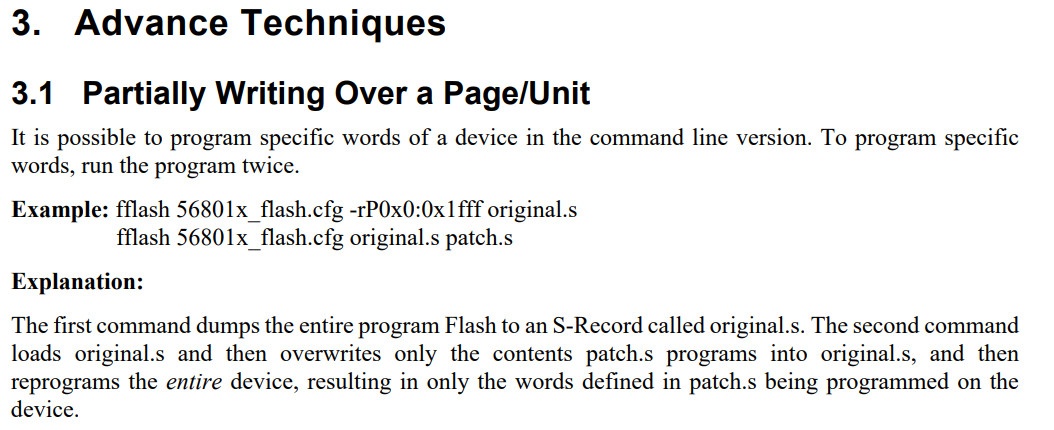 3. Advance Techniques
3.1 Partially Writing Over a Page/Unit
It is possible to program specific words of a device in the command line version. To program specific
words, run the program twice.
Example: fflash 56801x_flash.cfg -rP0x0:0x1fff original.s
fflash 56801x_flash.cfg original.s patch.s
Explanation:
The first command dumps the entire program Flash to an S-Record called original.s. The second command
loads original.s and then overwrites only the contents patch.s programs into original.s, and then
reprograms the entire device, resulting in only the words defined in patch.s being programmed on the
device.